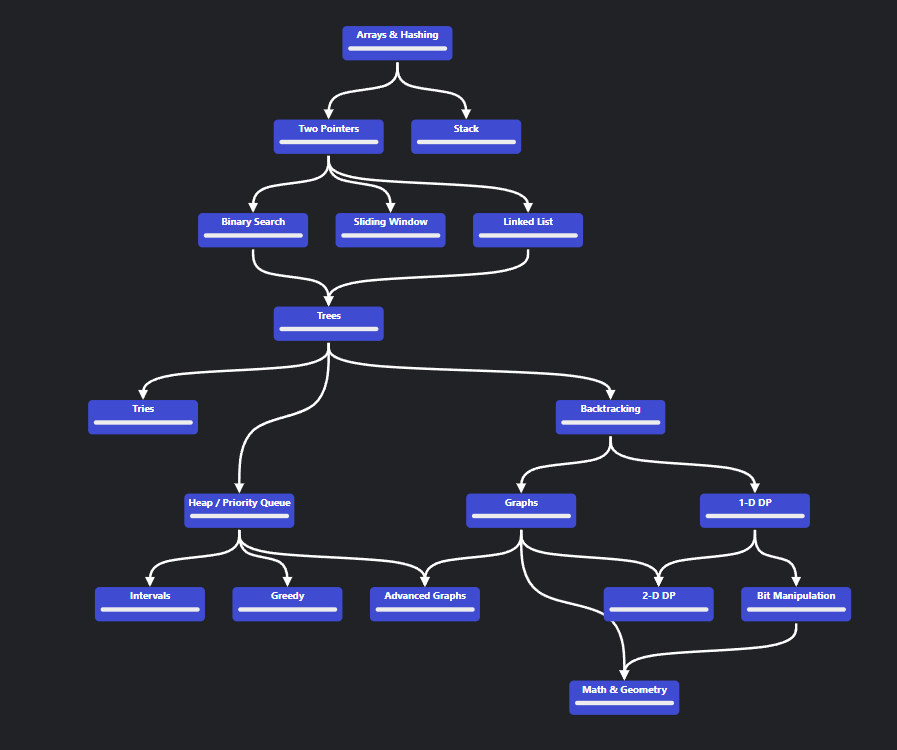 Arrays & Hashing
Two Pointers
Stack
Binary Search
Sliding Window
Linked List
Trees
Tries
Backtracking
Heap / Priority Queue
Graphs
1-D DP
Intervals
Greedy
Advanced Graphs
2-D DP
Bit Manipulation
Math & Geometry